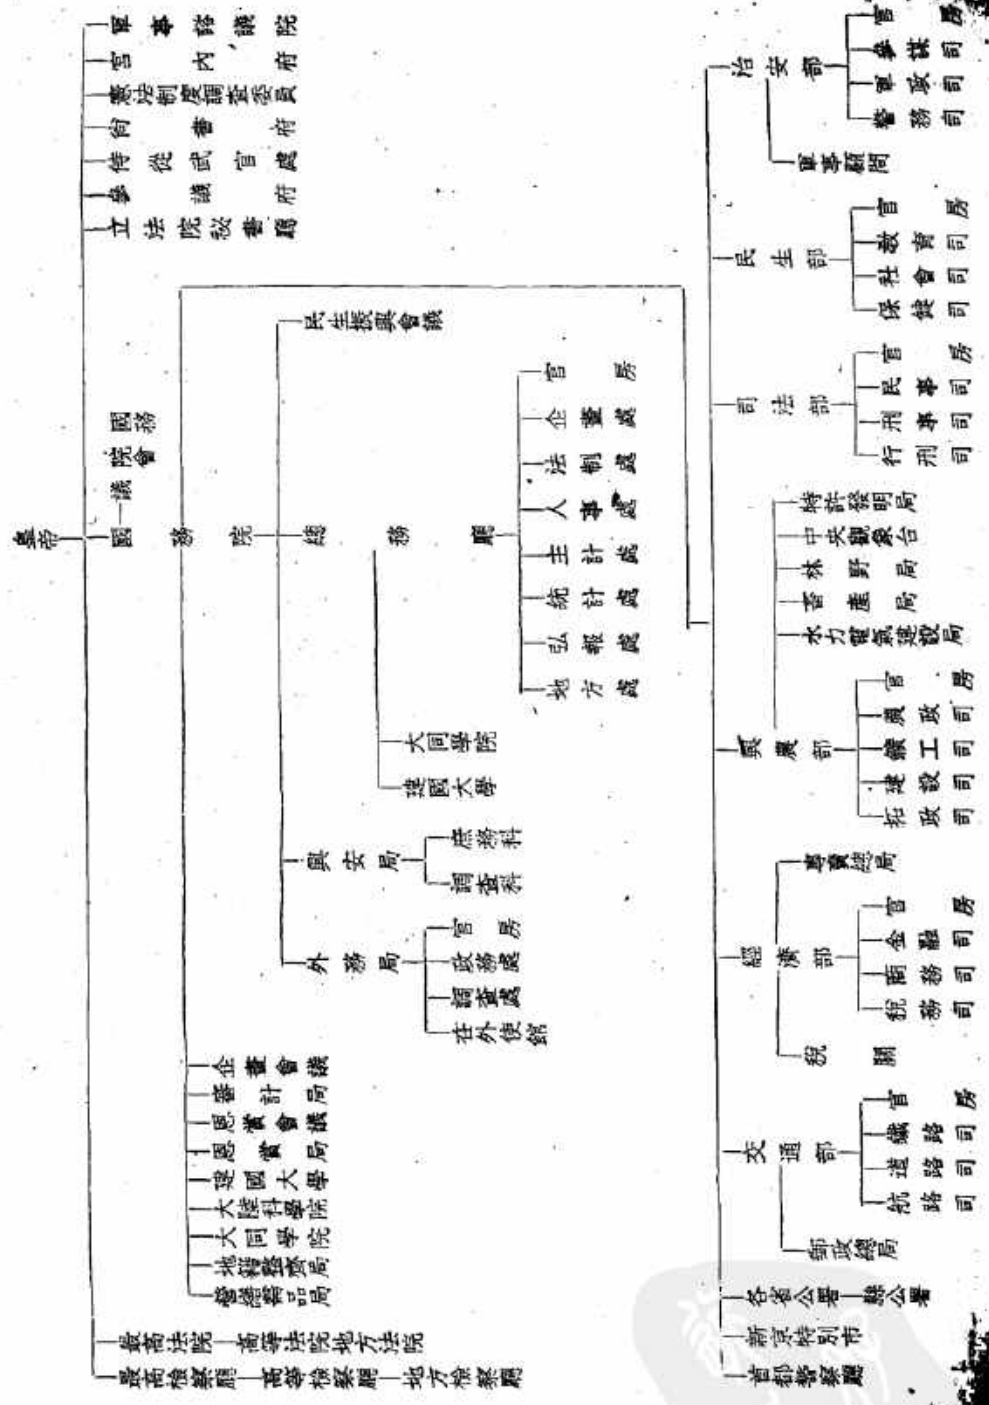 皇帝
軍事諮議院
宮內府
憲法制度調查委員
尙書府
侍從武官處
參議府
立法院秘書廳
國務院
國務院會議
民生振興會議
總務廳
官房
企畫處
法制處
人事處
主計處
統計處
弘報處
地方處
大同學院
建國大學
興安局
庶務科
調查科
外務局
官房
政務處
調查處
在外使館
企畫會議
審計局
恩賞會議
恩賞局
建國大學
大陸科學院
大同學院
地籍整齊局
營繕需品局
最高法院
高等法院地方法院
最高檢察廳
高等檢察廳
地方檢察廳
治安部
官房
參謀司
軍政司
警務司
軍事顧問
民生部
官房
教育司
社會司
保健司
司法部
官房
民事司
刑事司
行刑司
興農部
特許發明局
中央觀象台
林野局
畜產局
水力電氣建設局
官房
農政司
鑛工司
建設司
拓政司
經濟部
專賣總局
官房
金融司
商務司
稅務司
稅關
交通部
官房
鐵路司
道路司
航路司
郵政總局
各省公署
縣公署
新京特別市
首都警察廳